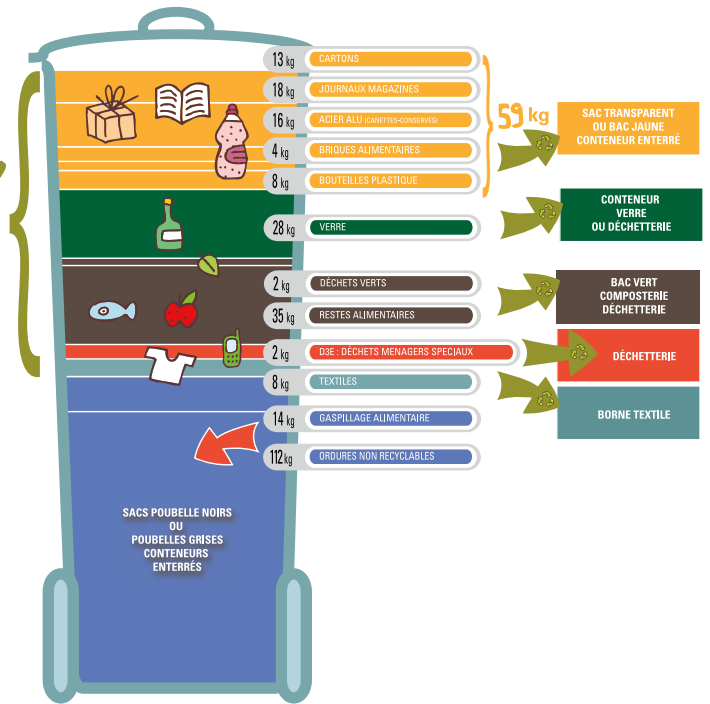 13 kg CARTONS
18 kg JOURNAUX MAGAZINES
16 kg ACIER ALU (CANETTES-CONSERVES)
4 kg BRIQUES ALIMENTAIRES
8 kg BOUTEILLES PLASTIQUE
59 kg
SAC TRANSPARENT
OU BAC JAUNE
CONTENEUR ENTERRÉ
28 kg VERRE
CONTENEUR
VERRE
OU DÉCHETTERIE
2 kg DÉCHETS VERTS
35 kg RESTES ALIMENTAIRES
BAC VERT
COMPOSTERIE
DÉCHETTERIE
2 kg D3E : DÉCHETS MENAGERS SPECIAUX
DÉCHETTERIE
8 kg TEXTILES
BORNE TEXTILE
14 kg GASPILLAGE ALIMENTAIRE
112 kg ORDURES NON RECYCLABLES
SACS POUBELLE NOIRS
OU
POUBELLES GRISES
CONTENEURS
ENTERRÉS